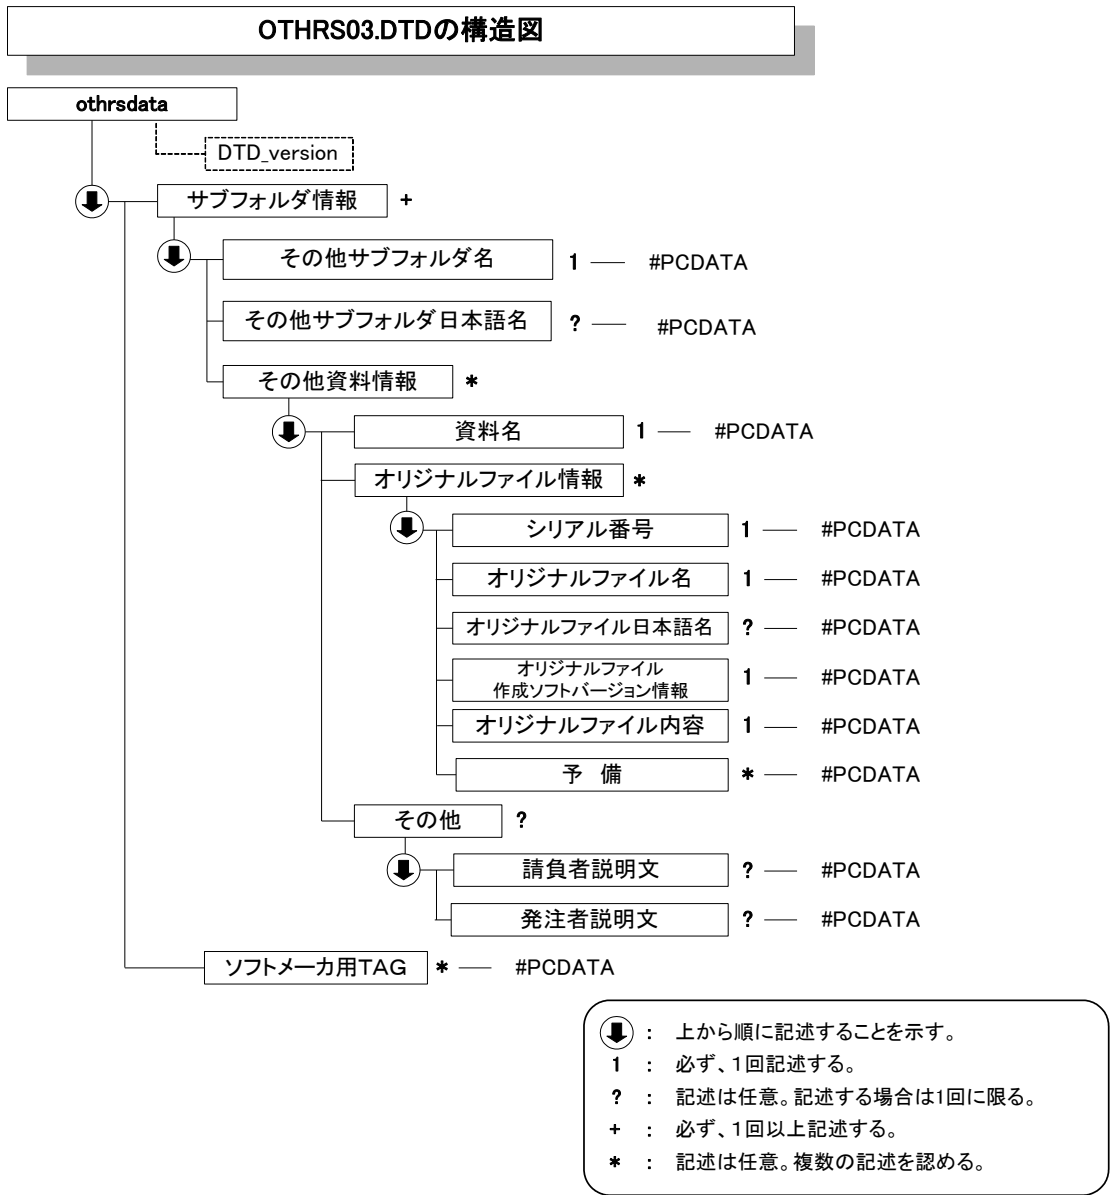 OTHRS03.DTDの構造図
othrsdata
DTD_version
サブフォルダ情報 +
その他サブフォルダ名 1 #PCDATA
その他サブフォルダ日本語名 ? #PCDATA
その他資料情報 *
資料名 1 #PCDATA
オリジナルファイル情報 *
シリアル番号 1 #PCDATA
オリジナルファイル名 1 #PCDATA
オリジナルファイル日本語名 ? #PCDATA
オリジナルファイル
作成ソフトバージョン情報 1 #PCDATA
オリジナルファイル内容 1 #PCDATA
予 備 * #PCDATA
その他 ?
請負者説明文 ? #PCDATA
発注者説明文 ? #PCDATA
ソフトメーカ用TAG * #PCDATA
: 上から順に記述することを示す。
1 : 必ず、1回記述する。
? : 記述は任意。記述する場合は1回に限る。
+ : 必ず、1回以上記述する。
* : 記述は任意。複数の記述を認める。